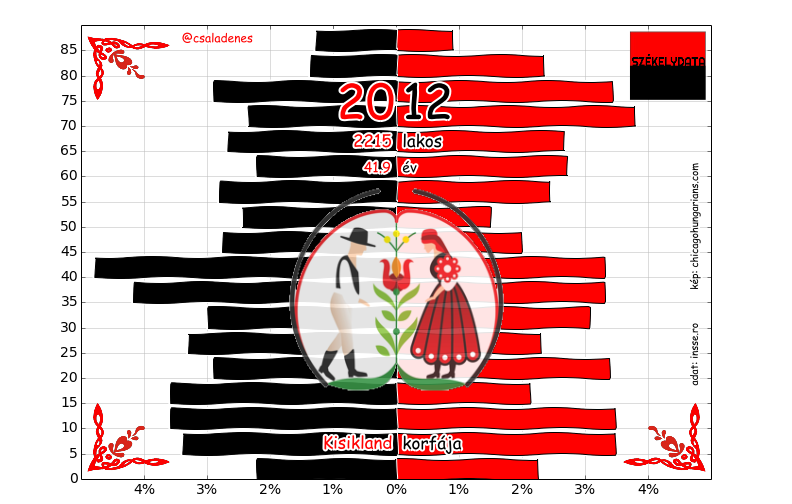 @csaladenes
SZÉKELYDATA
2012
2215 lakos
41.9 év
kép: chicagohungarians.com
adat: insse.ro
Kisikland korfája
85
80
75
70
65
60
55
50
45
40
35
30
25
20
15
10
5
0
4% 3% 2% 1% 0% 1% 2% 3% 4%